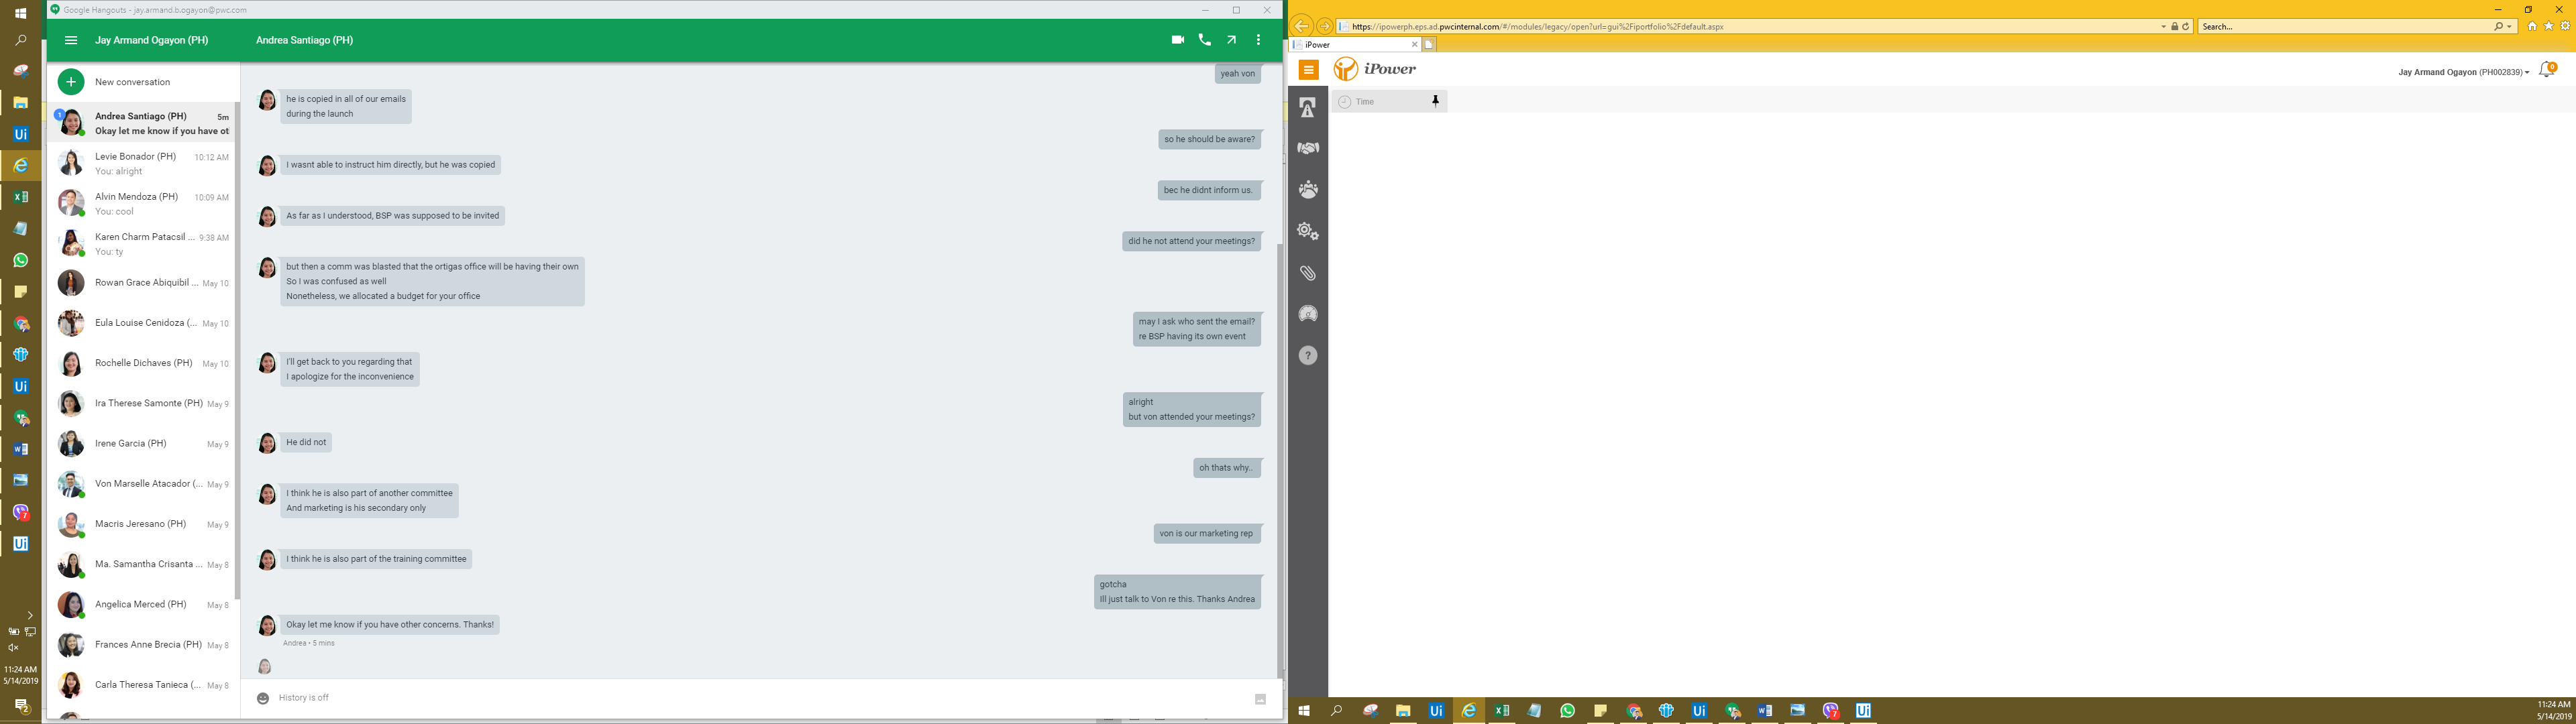 Google Hangouts - jay.armand.b.ogayon@pwc.com
Jay Armand Ogayon (PH)
Andrea Santiago (PH)
New conversation
1
Andrea Santiago (PH)
5m
Okay let me know if you have ot
Levie Bonador (PH)
10:12 AM
You: alright
Alvin Mendoza (PH)
10:09 AM
You: cool
Karen Charm Patacsil ...
9:38 AM
You: ty
Rowan Grace Abiquibil ...
May 10
Eula Louise Cenidoza (...
May 10
Rochelle Dichaves (PH)
May 10
Ira Therese Samonte (PH)
May 9
Irene Garcia (PH)
May 9
Von Marselle Atacador (...
May 9
Macris Jeresano (PH)
May 9
Ma. Samantha Crisanta ...
May 8
Angelica Merced (PH)
May 8
Frances Anne Brecia (PH)
May 8
Carla Theresa Tanieca (...
May 8
yeah von
he is copied in all of our emails
during the launch
so he should be aware?
I wasnt able to instruct him directly, but he was copied
bec he didnt inform us.
As far as I understood, BSP was supposed to be invited
did he not attend your meetings?
but then a comm was blasted that the ortigas office will be having their own
So I was confused as well
Nonetheless, we allocated a budget for your office
may I ask who sent the email?
re BSP having its own event
I'll get back to you regarding that
I apologize for the inconvenience
alright
but von attended your meetings?
He did not
oh thats why..
I think he is also part of another committee
And marketing is his secondary only
von is our marketing rep
I think he is also part of the training committee
gotcha
Ill just talk to Von re this. Thanks Andrea
Okay let me know if you have other concerns. Thanks!
Andrea • 5 mins
History is off
Ui
Ui
7
Ui
11:24 AM
5/14/2019
2
https://ipowerph.eps.ad.pwcinternal.com/#/modules/legacy/open?url=gui%2Fiportfolio%2Fdefault.aspx
Search...
iPower
iPower
Jay Armand Ogayon (PH002839)
0
Time
?
Ui
Ui
7
Ui
11:24 AM
5/14/2019